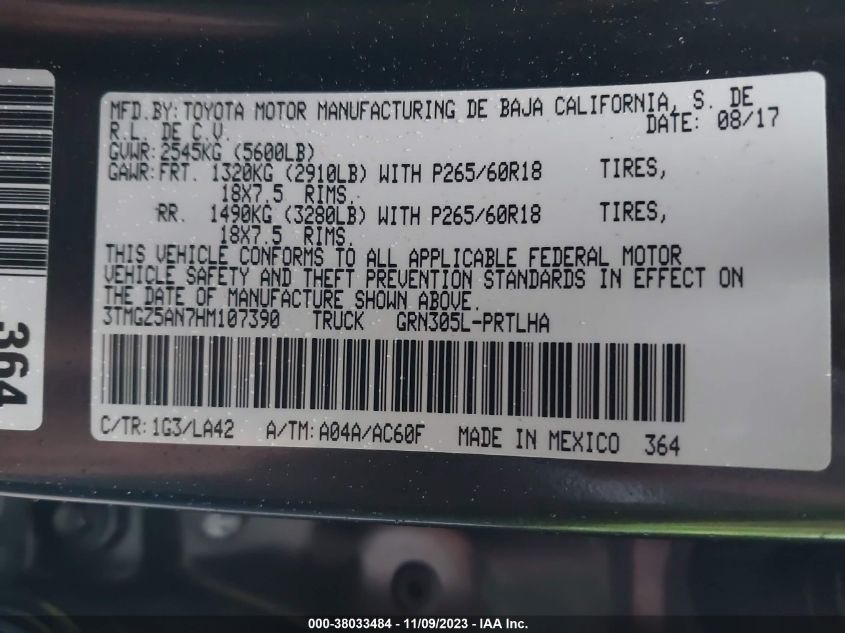 MFD.BY: TOYOTA MOTOR MANUFACTURING DE BAJA CALIFORNIA, S. DE
R.L. DE C.V.
DATE: 08/17
GVWR: 2545KG (5600LB)
GAWR: FRT. 1320KG (2910LB) WITH P265/60R18 TIRES,
18X7.5 RIMS.
RR. 1490KG (3280LB) WITH P265/60R18 TIRES,
18X7.5 RIMS.
THIS VEHICLE CONFORMS TO ALL APPLICABLE FEDERAL MOTOR
VEHICLE SAFETY AND THEFT PREVENTION STANDARDS IN EFFECT ON
THE DATE OF MANUFACTURE SHOWN ABOVE.
3TMGZ5AN7HM107390 TRUCK GRN305L-PRTLHA
C/TR: 1G3/LA42 A/TM: A04A/AC60F MADE IN MEXICO 364
364
000-38033484 - 11/09/2023 - IAA Inc.